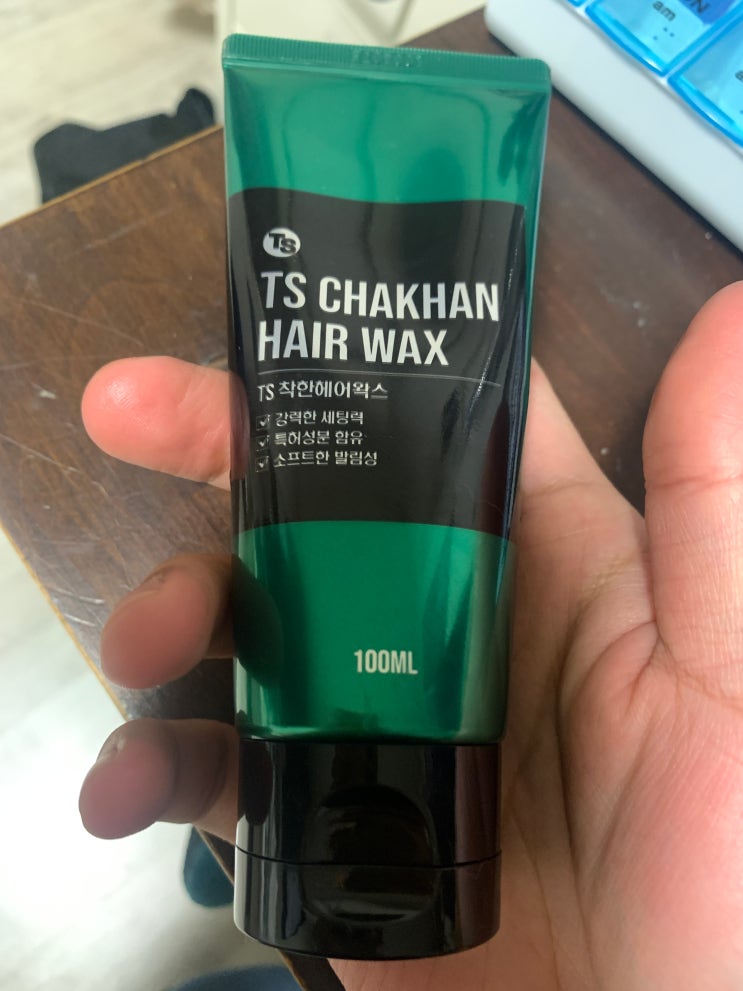 am
TS
TS CHAKHAN
HAIR WAX
TS 착한헤어왁스
강력한 세팅력
특허성분 함유
소프트한 발림성
100ML